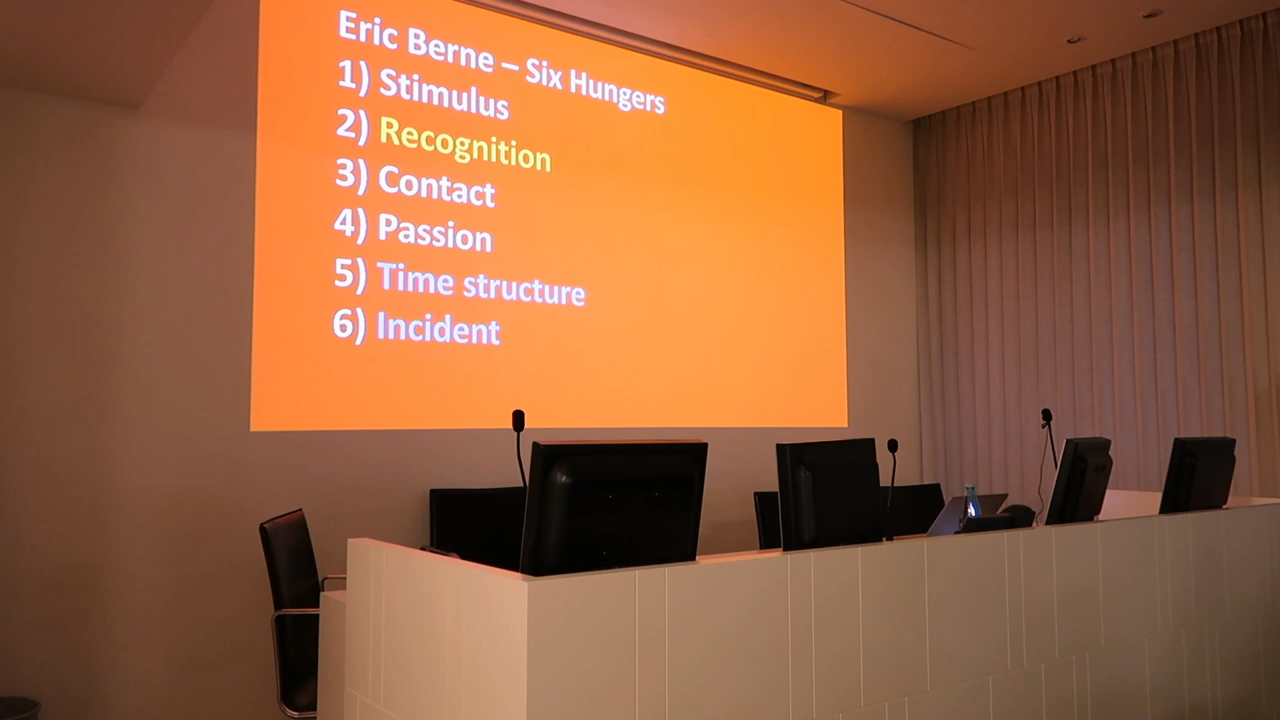 Eric Berne – Six Hungers
1) Stimulus
2) Recognition
3) Contact
4) Passion
5) Time structure
6) Incident